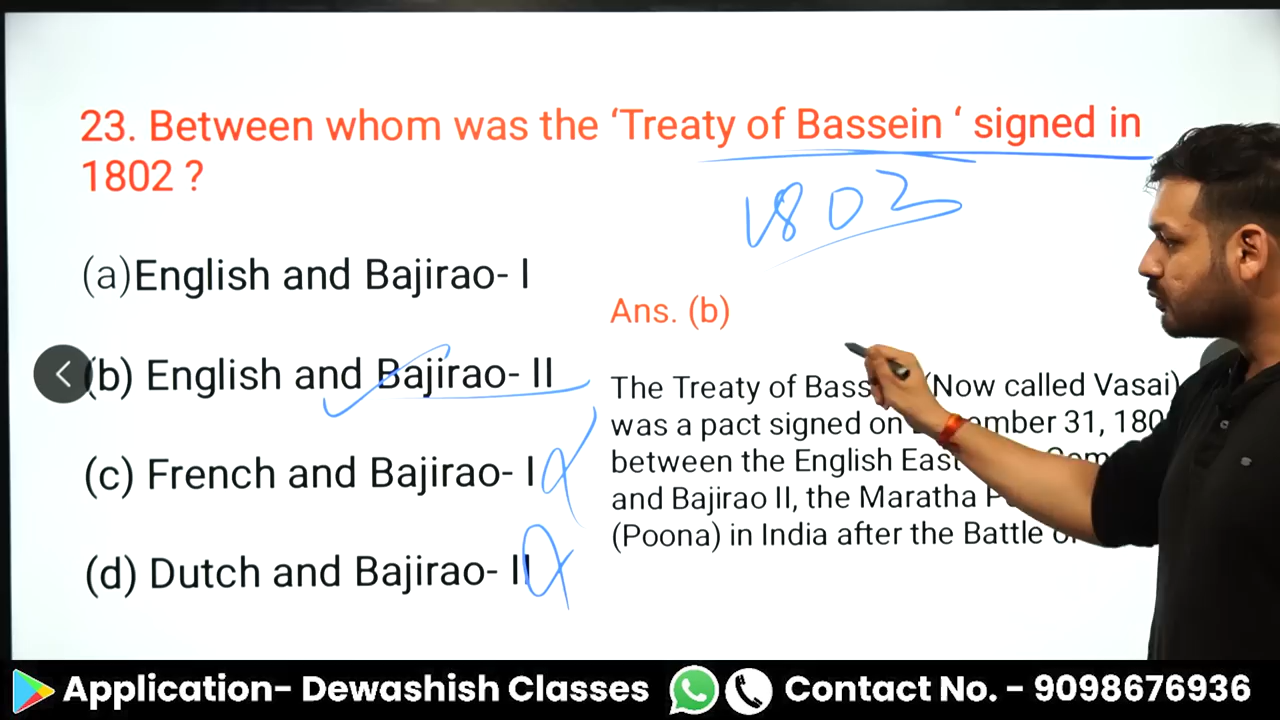 23. Between whom was the ‘Treaty of Bassein ‘ signed in
1802 ?
1802
(a)English and Bajirao- I
Ans. (b)
(b) English and Bajirao- II
(c) French and Bajirao- I
(d) Dutch and Bajirao- II
The Treaty of (Now called Vasai)
was a pact signed on 31,
between the English East
and Bajirao II, the Maratha
(Poona) in India after the Battle
Application- Dewashish Classes
Contact No. - 9098676936